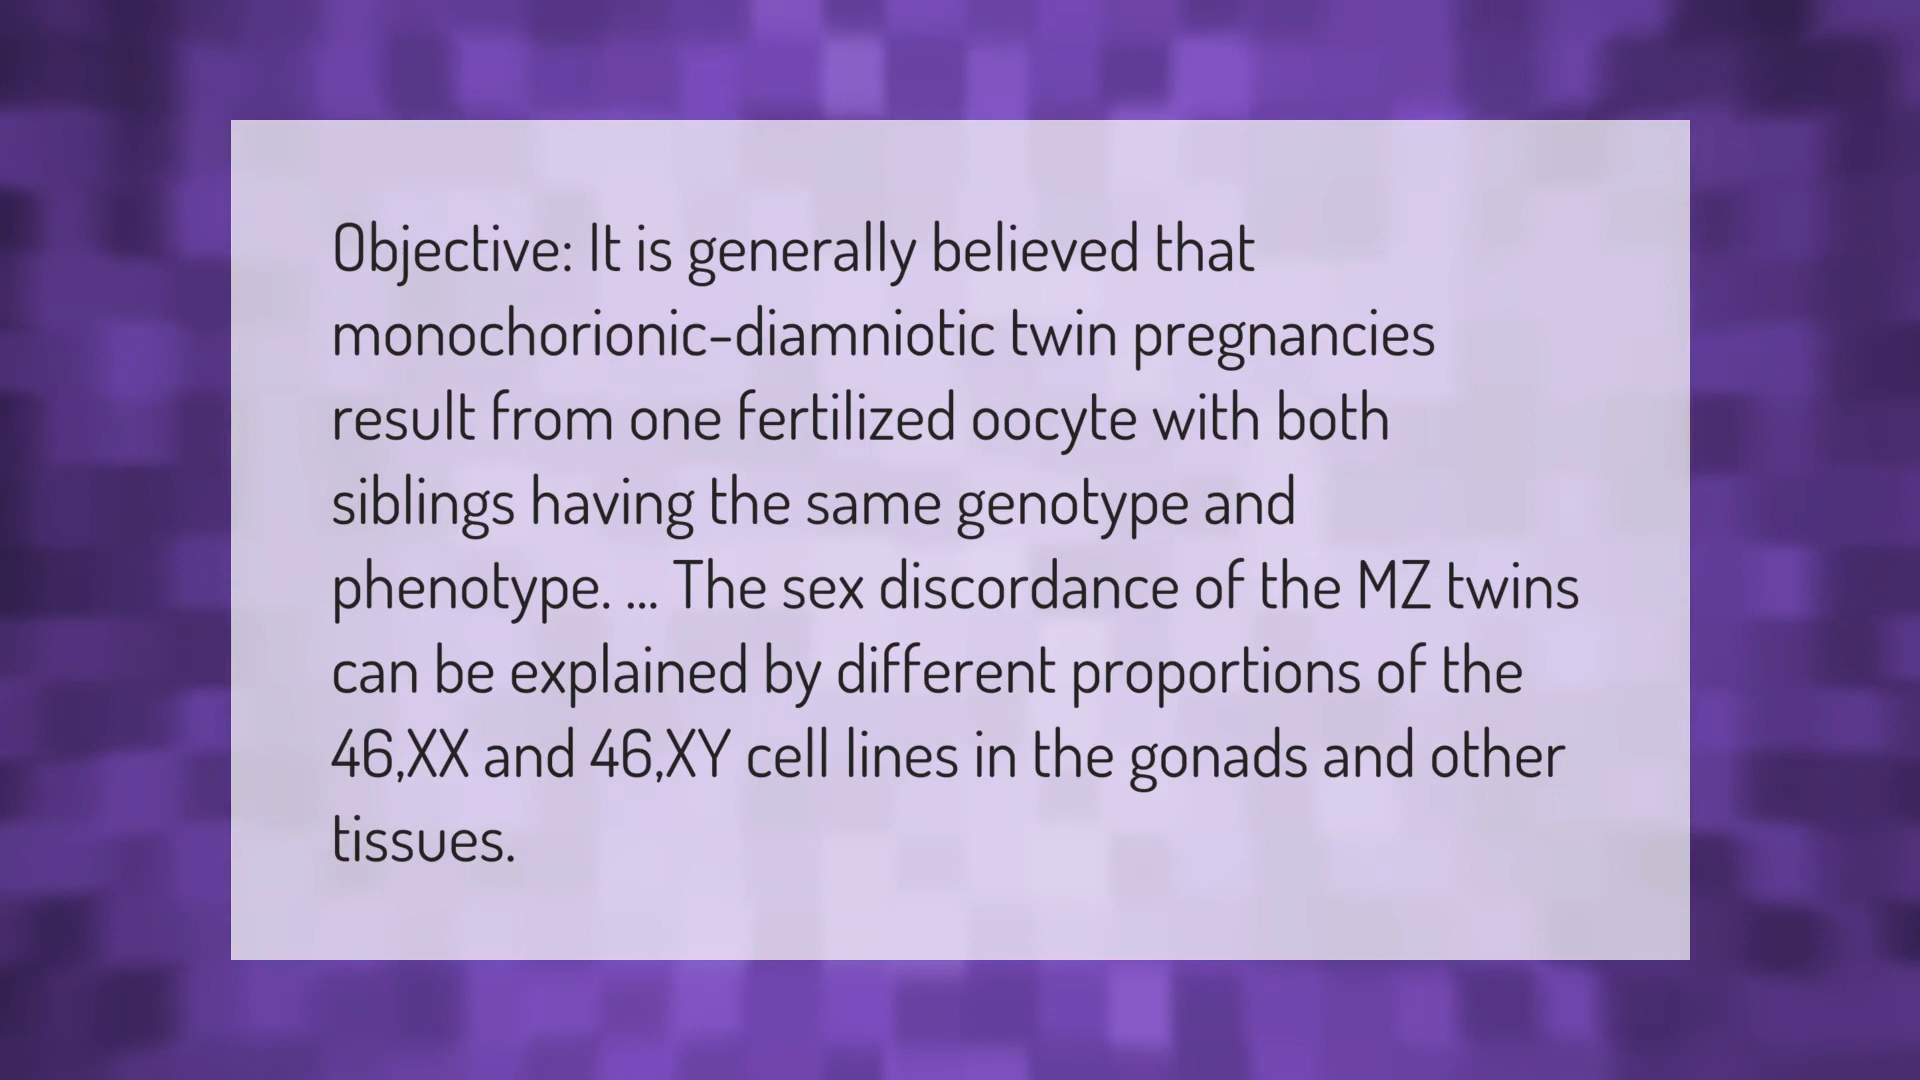 Objective: It is generally believed that
monochorionic-diamniotic twin pregnancies
result from one fertilized oocyte with both
siblings having the same genotype and
phenotype. ... The sex discordance of the MZ twins
can be explained by different proportions of the
46,XX and 46,XY cell lines in the gonads and other
tissues.